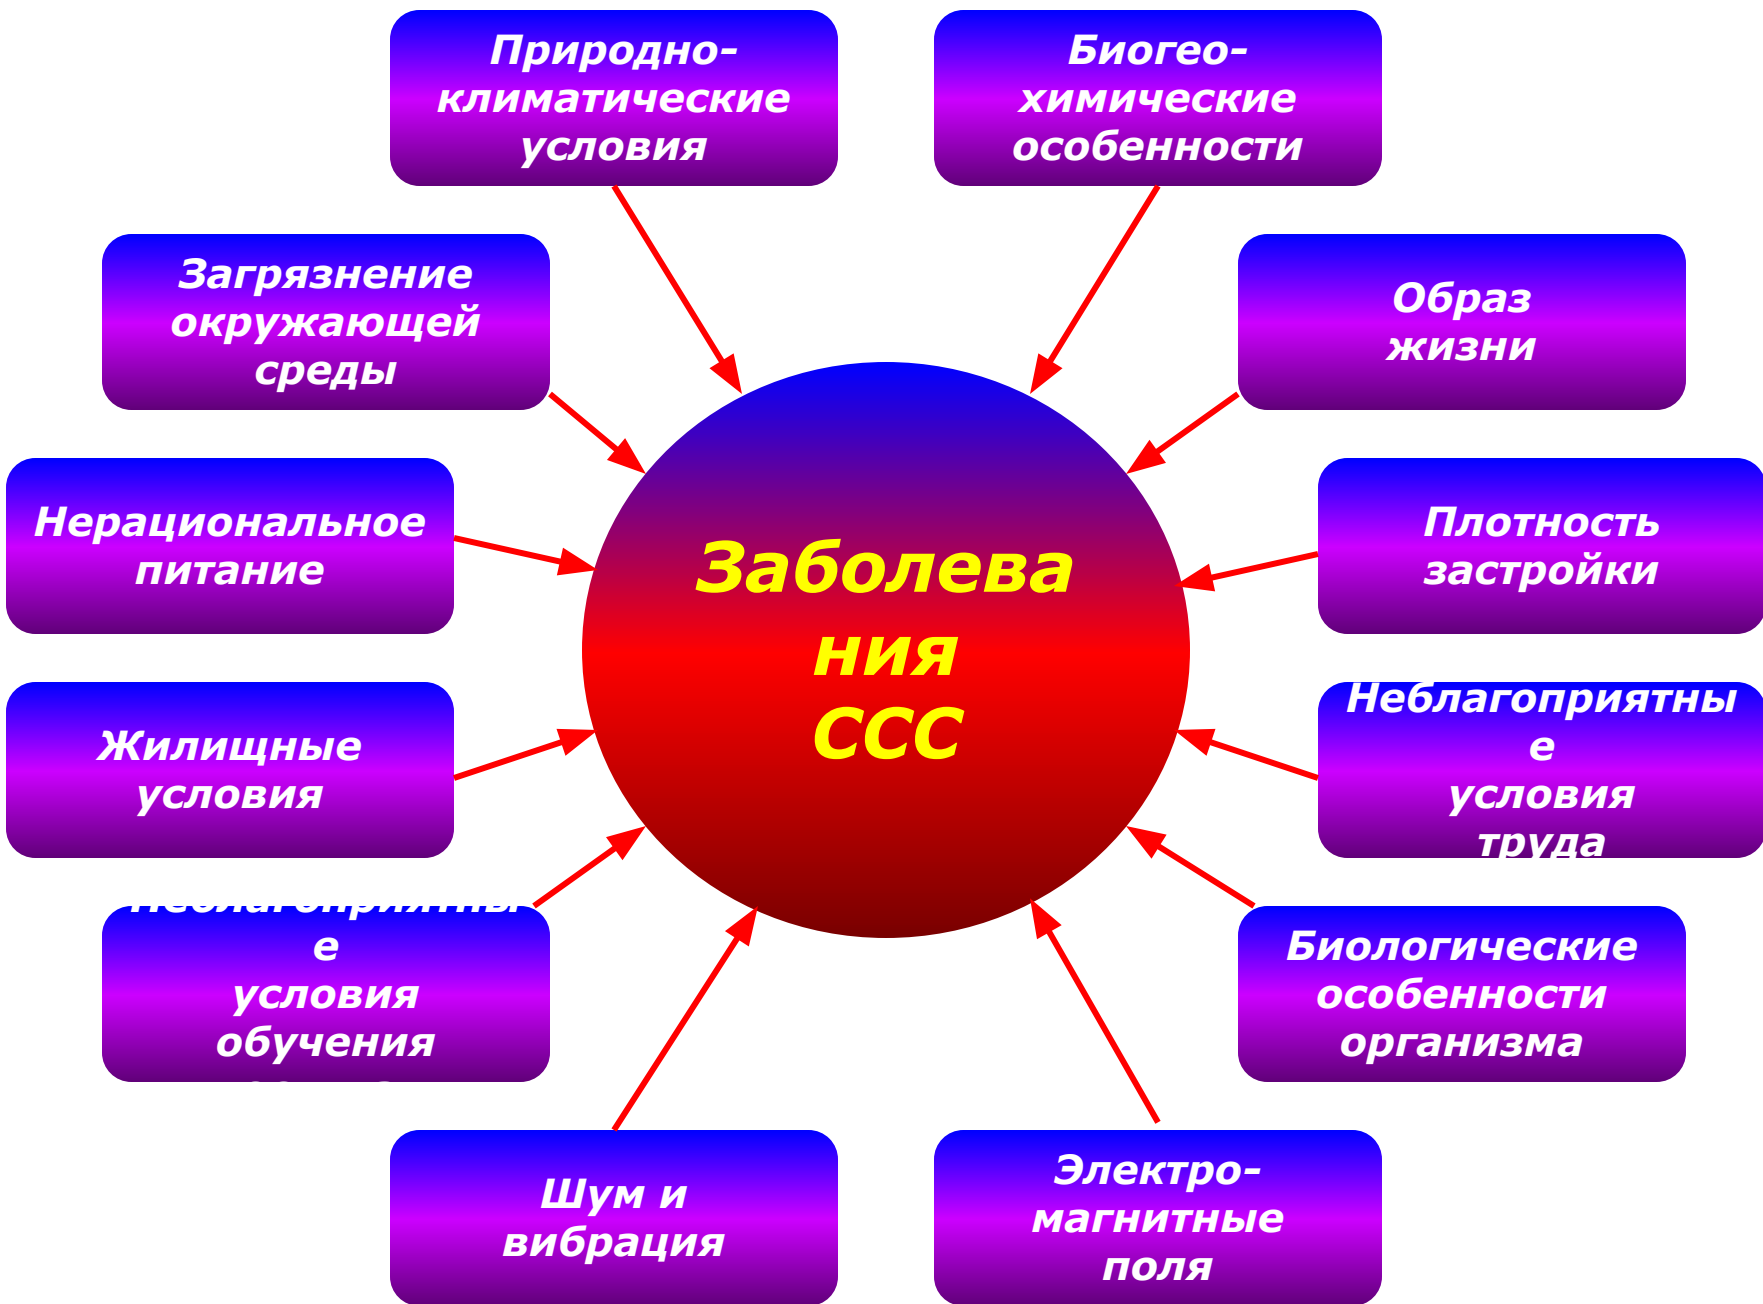 Природно-
климатические
условия
Биогео-
химические
особенности
Загрязнение
окружающей
среды
Образ
жизни
Нерациональное
питание
Плотность
застройки
Заболева
ния
ССС
Жилищные
условия
Неблагоприятны
е
условия
труда
Неблагоприятны
е
условия
обучения
Биологические
особенности
организма
Шум и
вибрация
Электро-
магнитные
поля